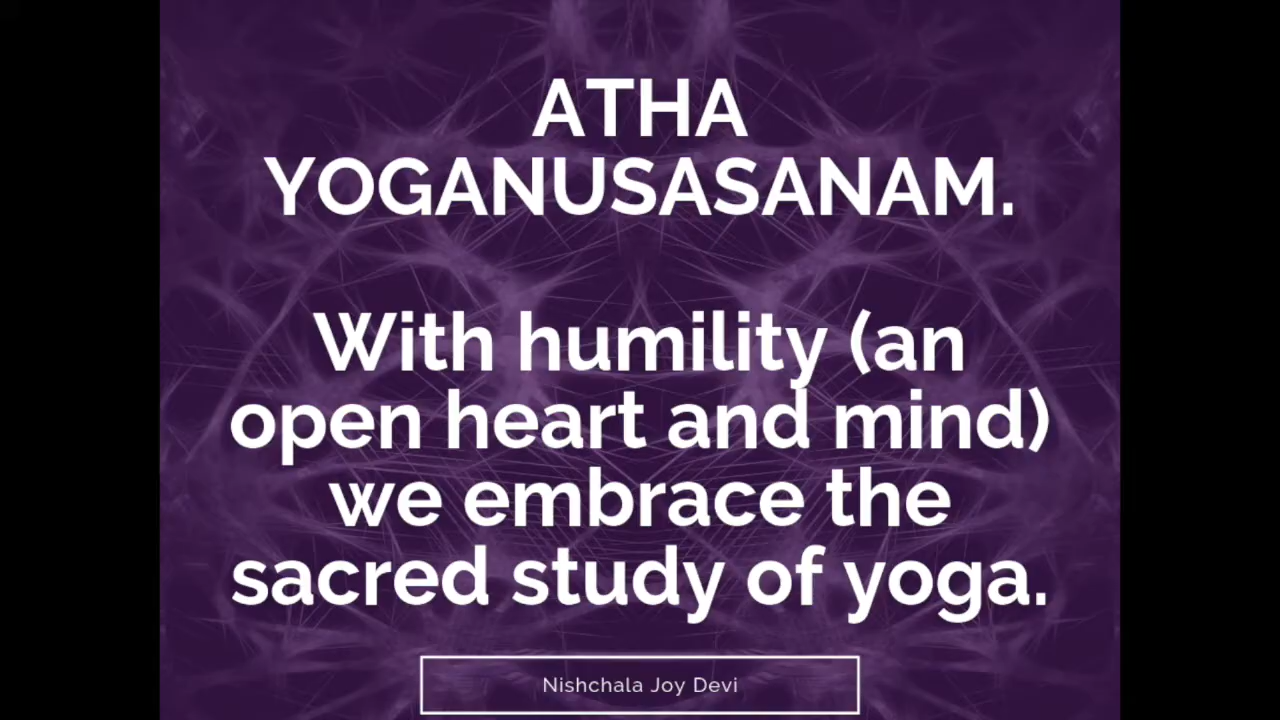 ATHA
YOGANUSASANAM.
With humility (an
open heart and mind)
we embrace the
sacred study of yoga.
Nishchala Joy Devi